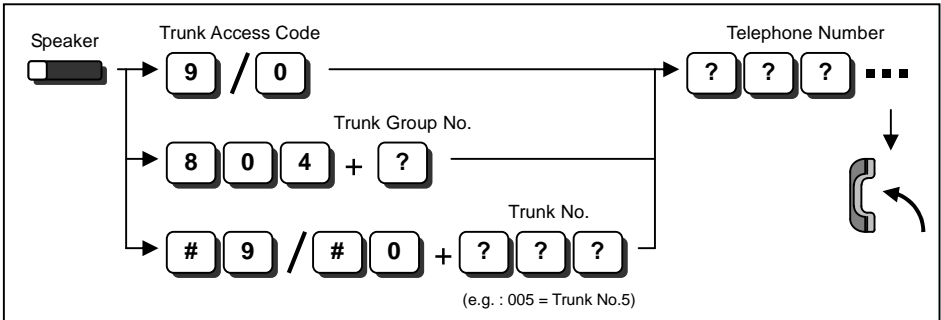 Speaker
Trunk Access Code
Telephone Number
9 / 0
? ? ? ...
Trunk Group No.
8 0 4 + ?
Trunk No.
# 9 / # 0 + ? ? ?
(e.g. : 005 = Trunk No.5)